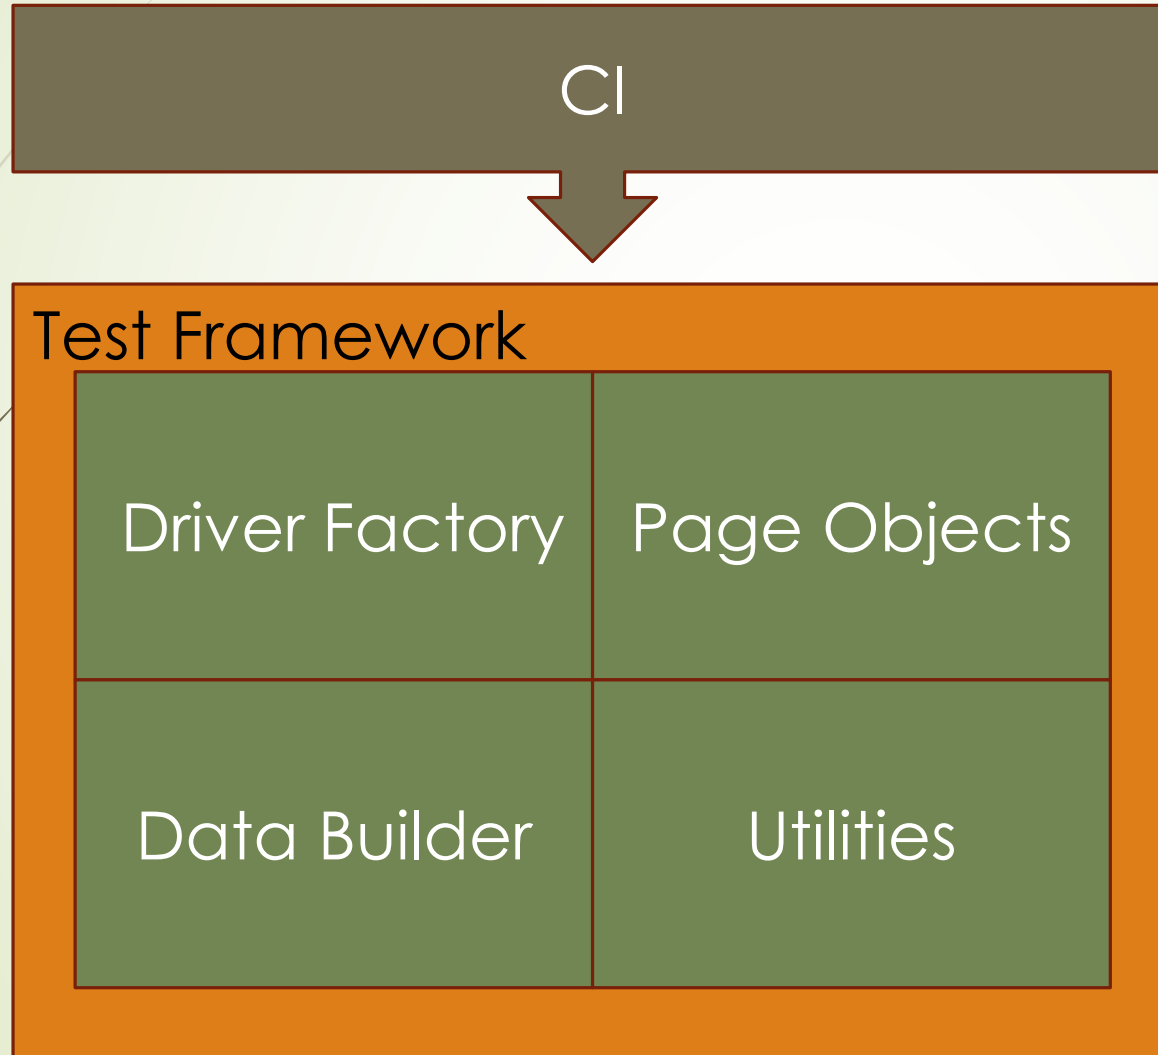 CI
Test Framework
Driver Factory
Page Objects
Data Builder
Utilities